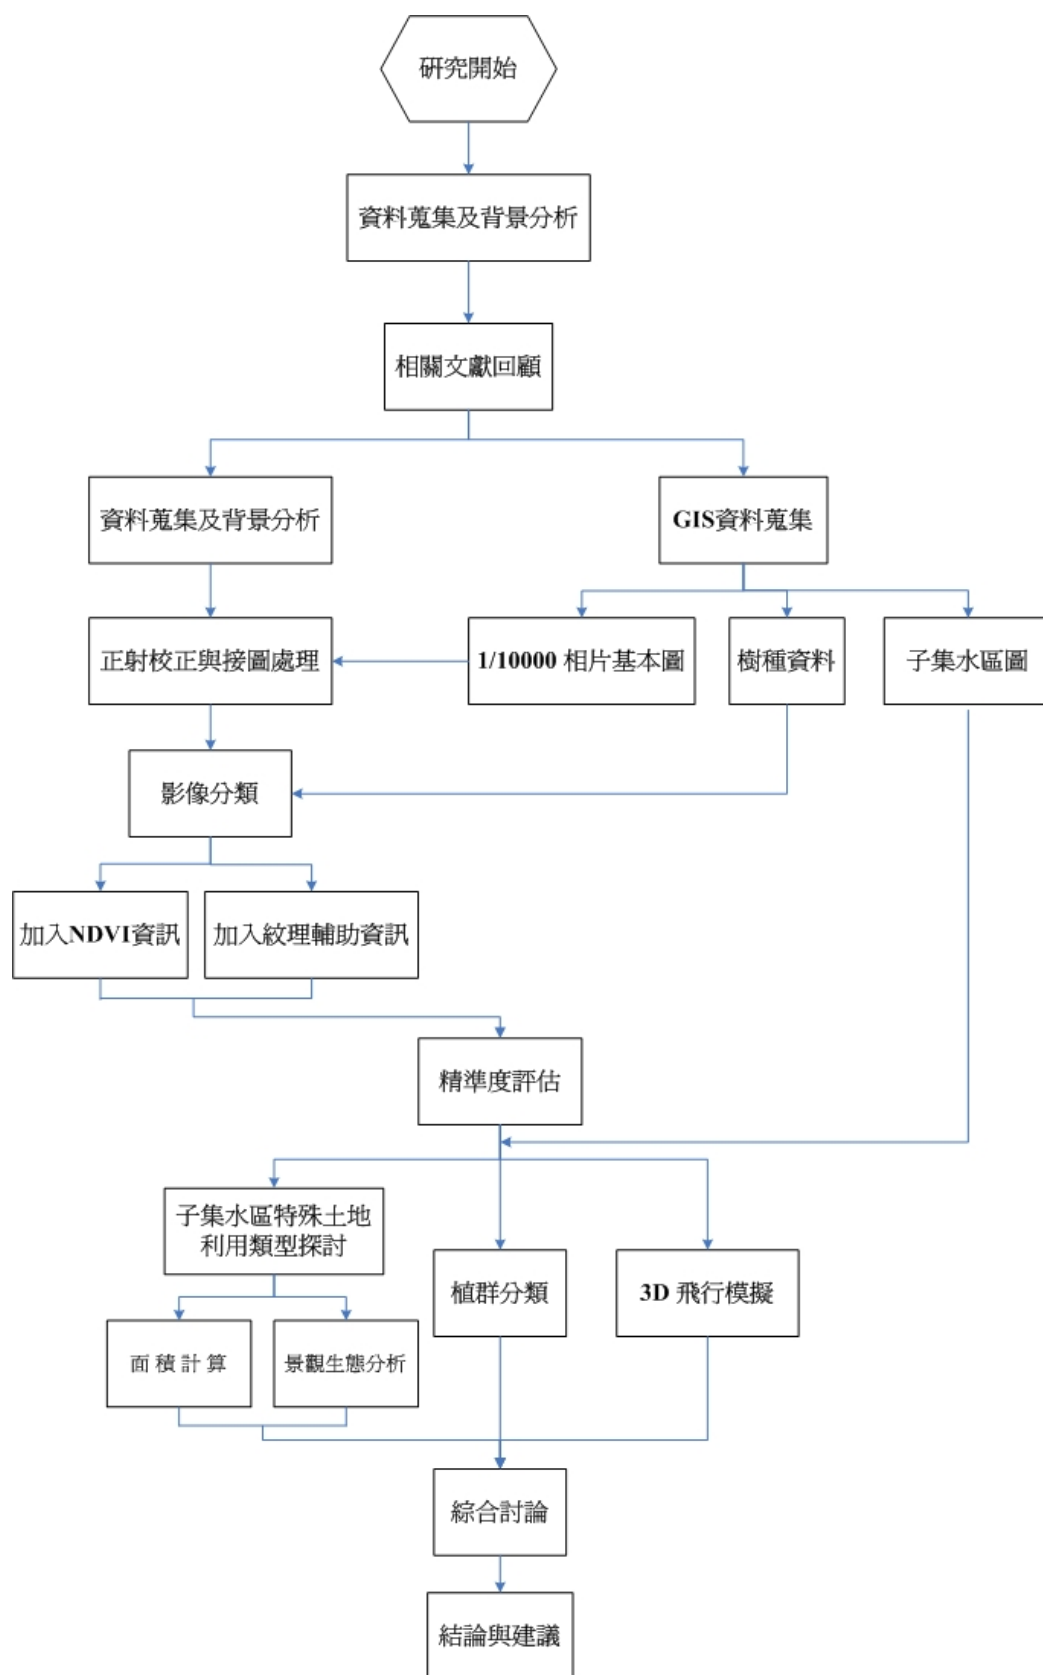 研究開始
資料蒐集及背景分析
相關文獻回顧
資料蒐集及背景分析
GIS資料蒐集
正射校正與接圖處理
1/10000 相片基本圖
樹種資料
子集水區圖
影像分類
加入NDVI資訊
加入紋理輔助資訊
精準度評估
子集水區特殊土地
利用類型探討
植群分類
3D 飛行模擬
面 積 計 算
景觀生態分析
綜合討論
結論與建議